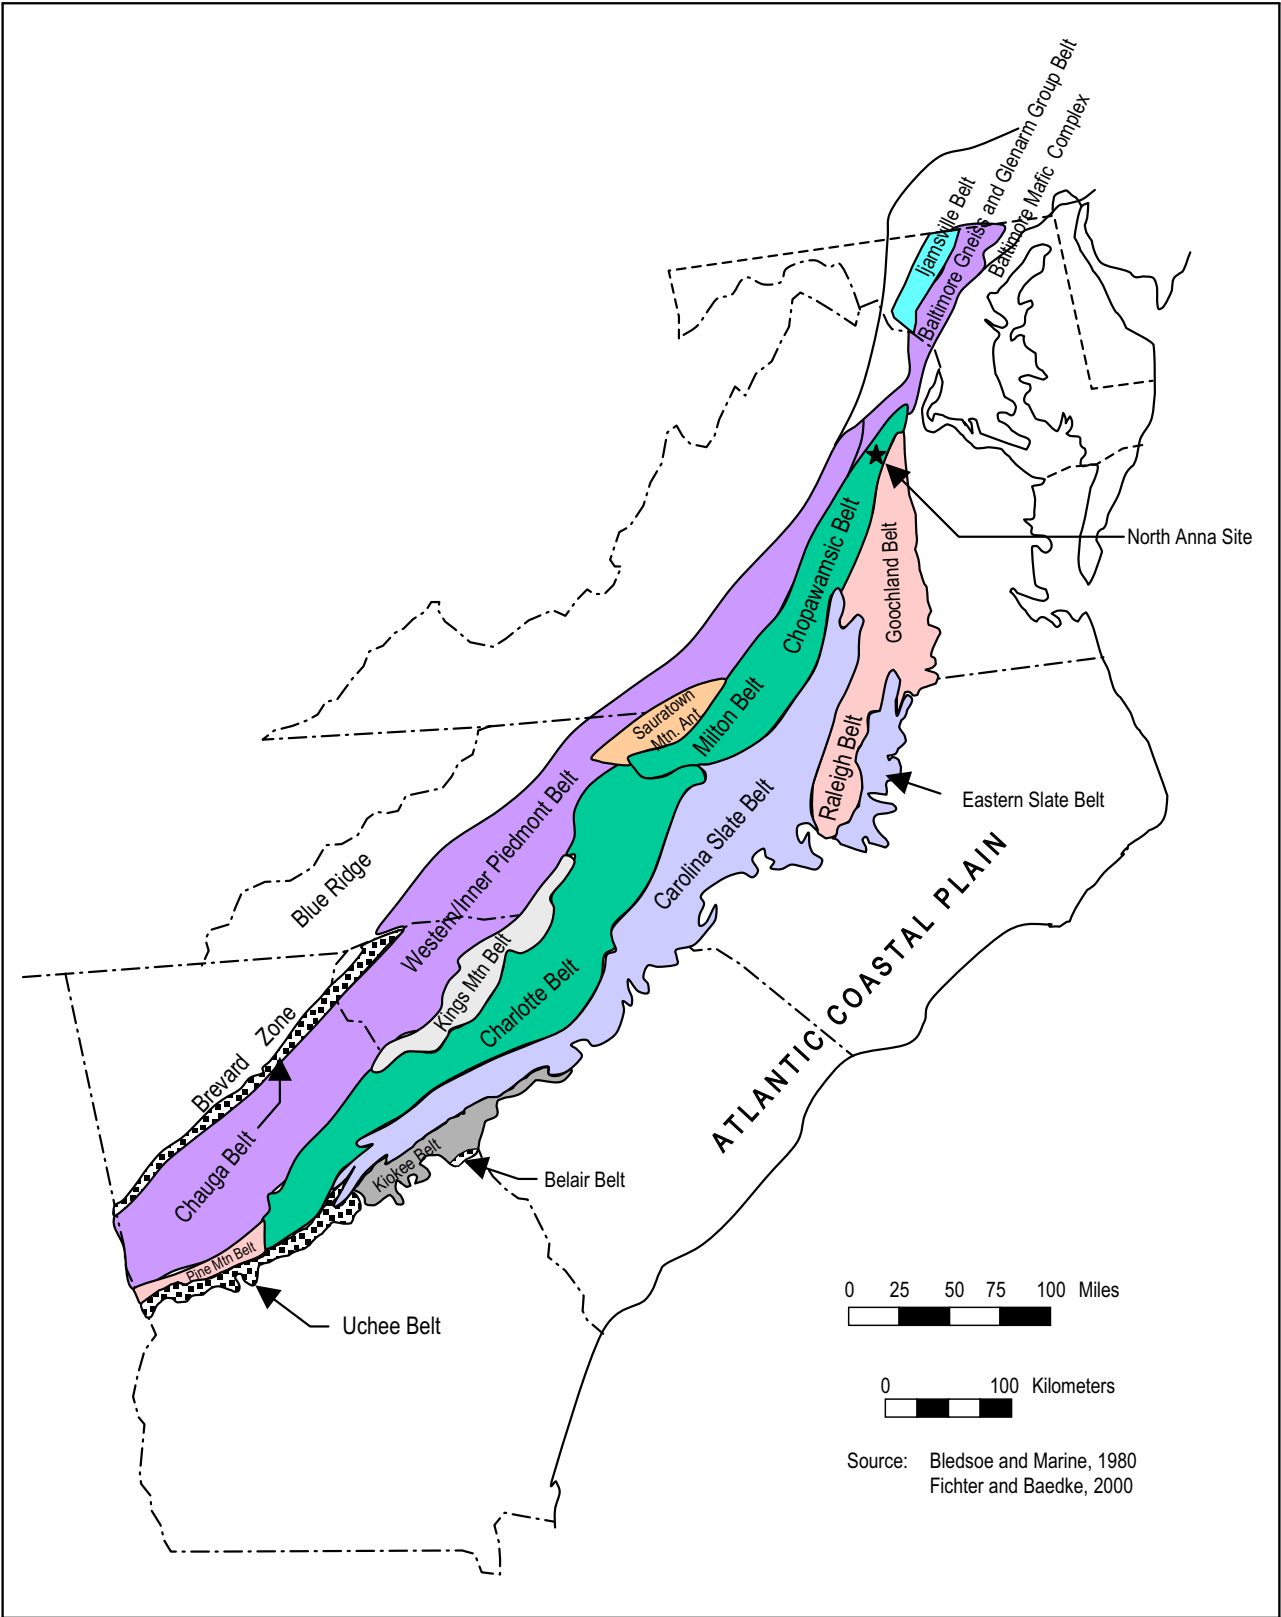 Baltimore Gneiss and Glenarm Group Belt
Baltimore Mafic Complex
Ijamsville Belt
North Anna Site
Chopawamsic Belt
Goochland Belt
Sauratown
Mtn. Ant.
Milton Belt
Raleigh Belt
Eastern Slate Belt
Carolina Slate Belt
Western/Inner Piedmont Belt
Blue Ridge
Kings Mtn Belt
Charlotte Belt
ATLANTIC COASTAL PLAIN
Brevard Zone
Chauga Belt
Kiokee Belt
Belair Belt
Pine Mtn Belt
Uchee Belt
0 25 50 75 100 Miles
0 100 Kilometers
Source: Bledsoe and Marine, 1980
Fichter and Baedke, 2000